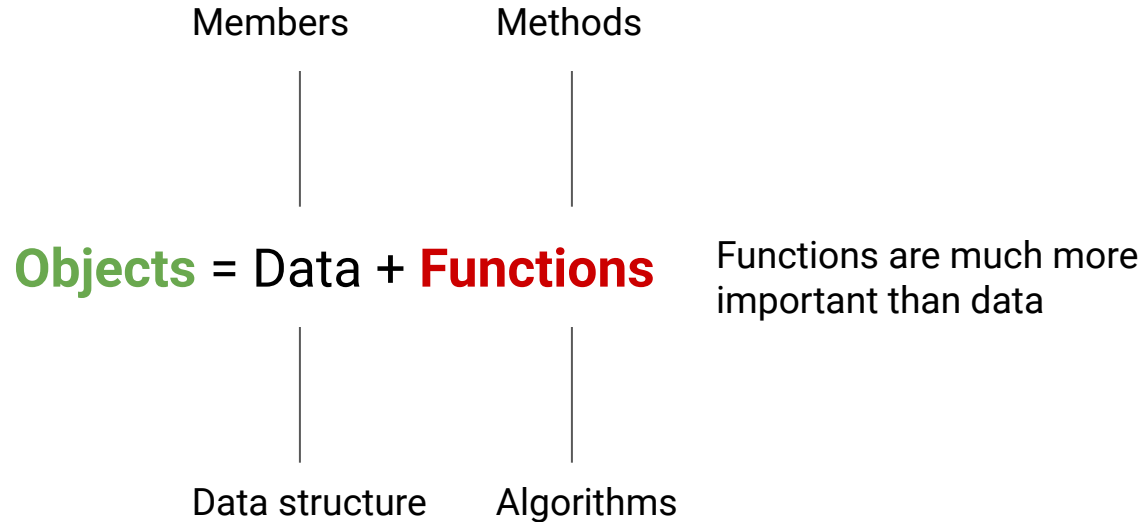 Members
Methods
Objects = Data + Functions
Functions are much more
important than data
Data structure
Algorithms